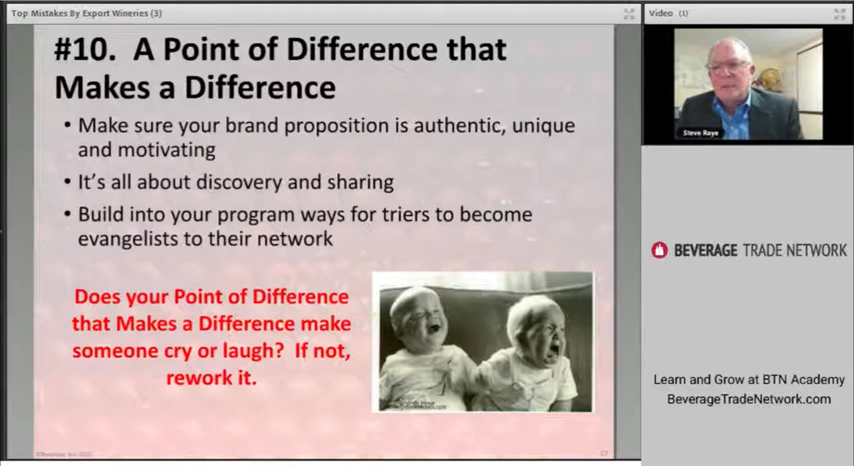 Top Mistakes By Export Wineries (3)
Video (1)
#10. A Point of Difference that
Makes a Difference
• Make sure your brand proposition is authentic, unique
and motivating
• It's all about discovery and sharing
• Build into your program ways for triers to become
evangelists to their network
Does your Point of Difference
that Makes a Difference make
someone cry or laugh? If not,
rework it.
Steve Raye
BEVERAGE TRADE NETWORK
Learn and Grow at BTN Academy
BeverageTradeNetwork.com